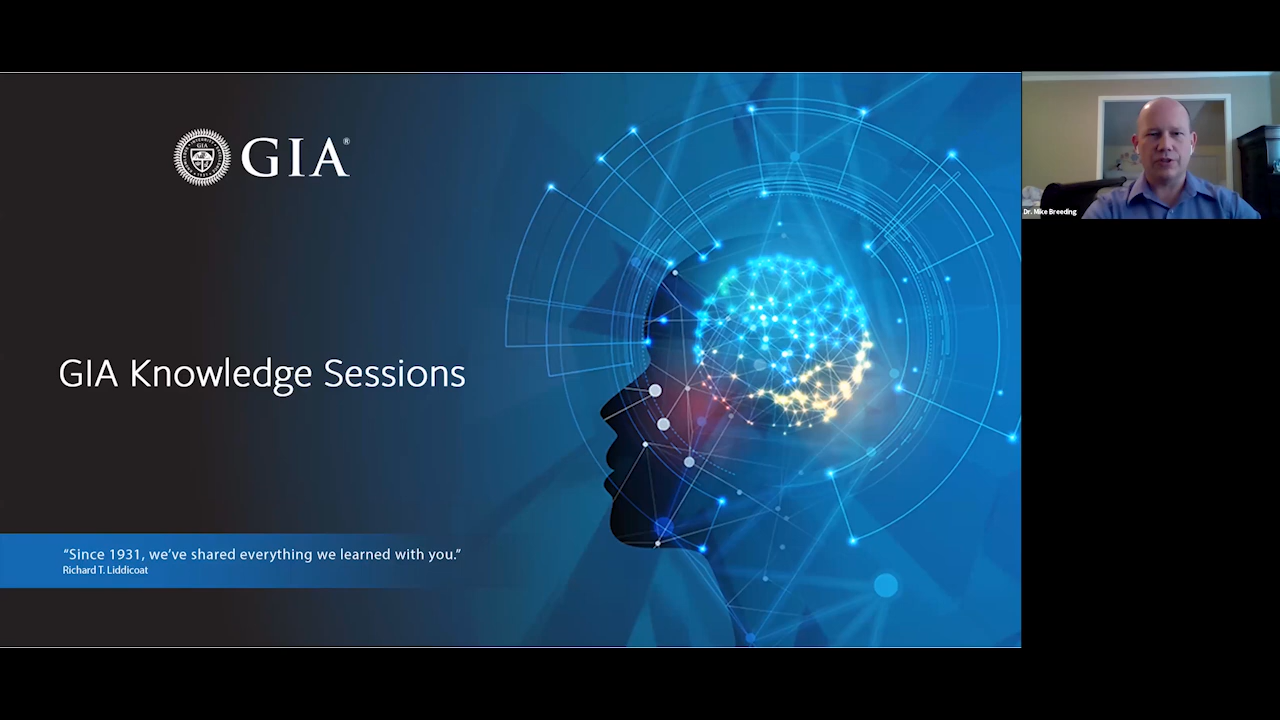 GIA®
GIA Knowledge Sessions
“Since 1931, we’ve shared everything we learned with you.”
Richard T. Liddicoat
Dr. Mike Breeding